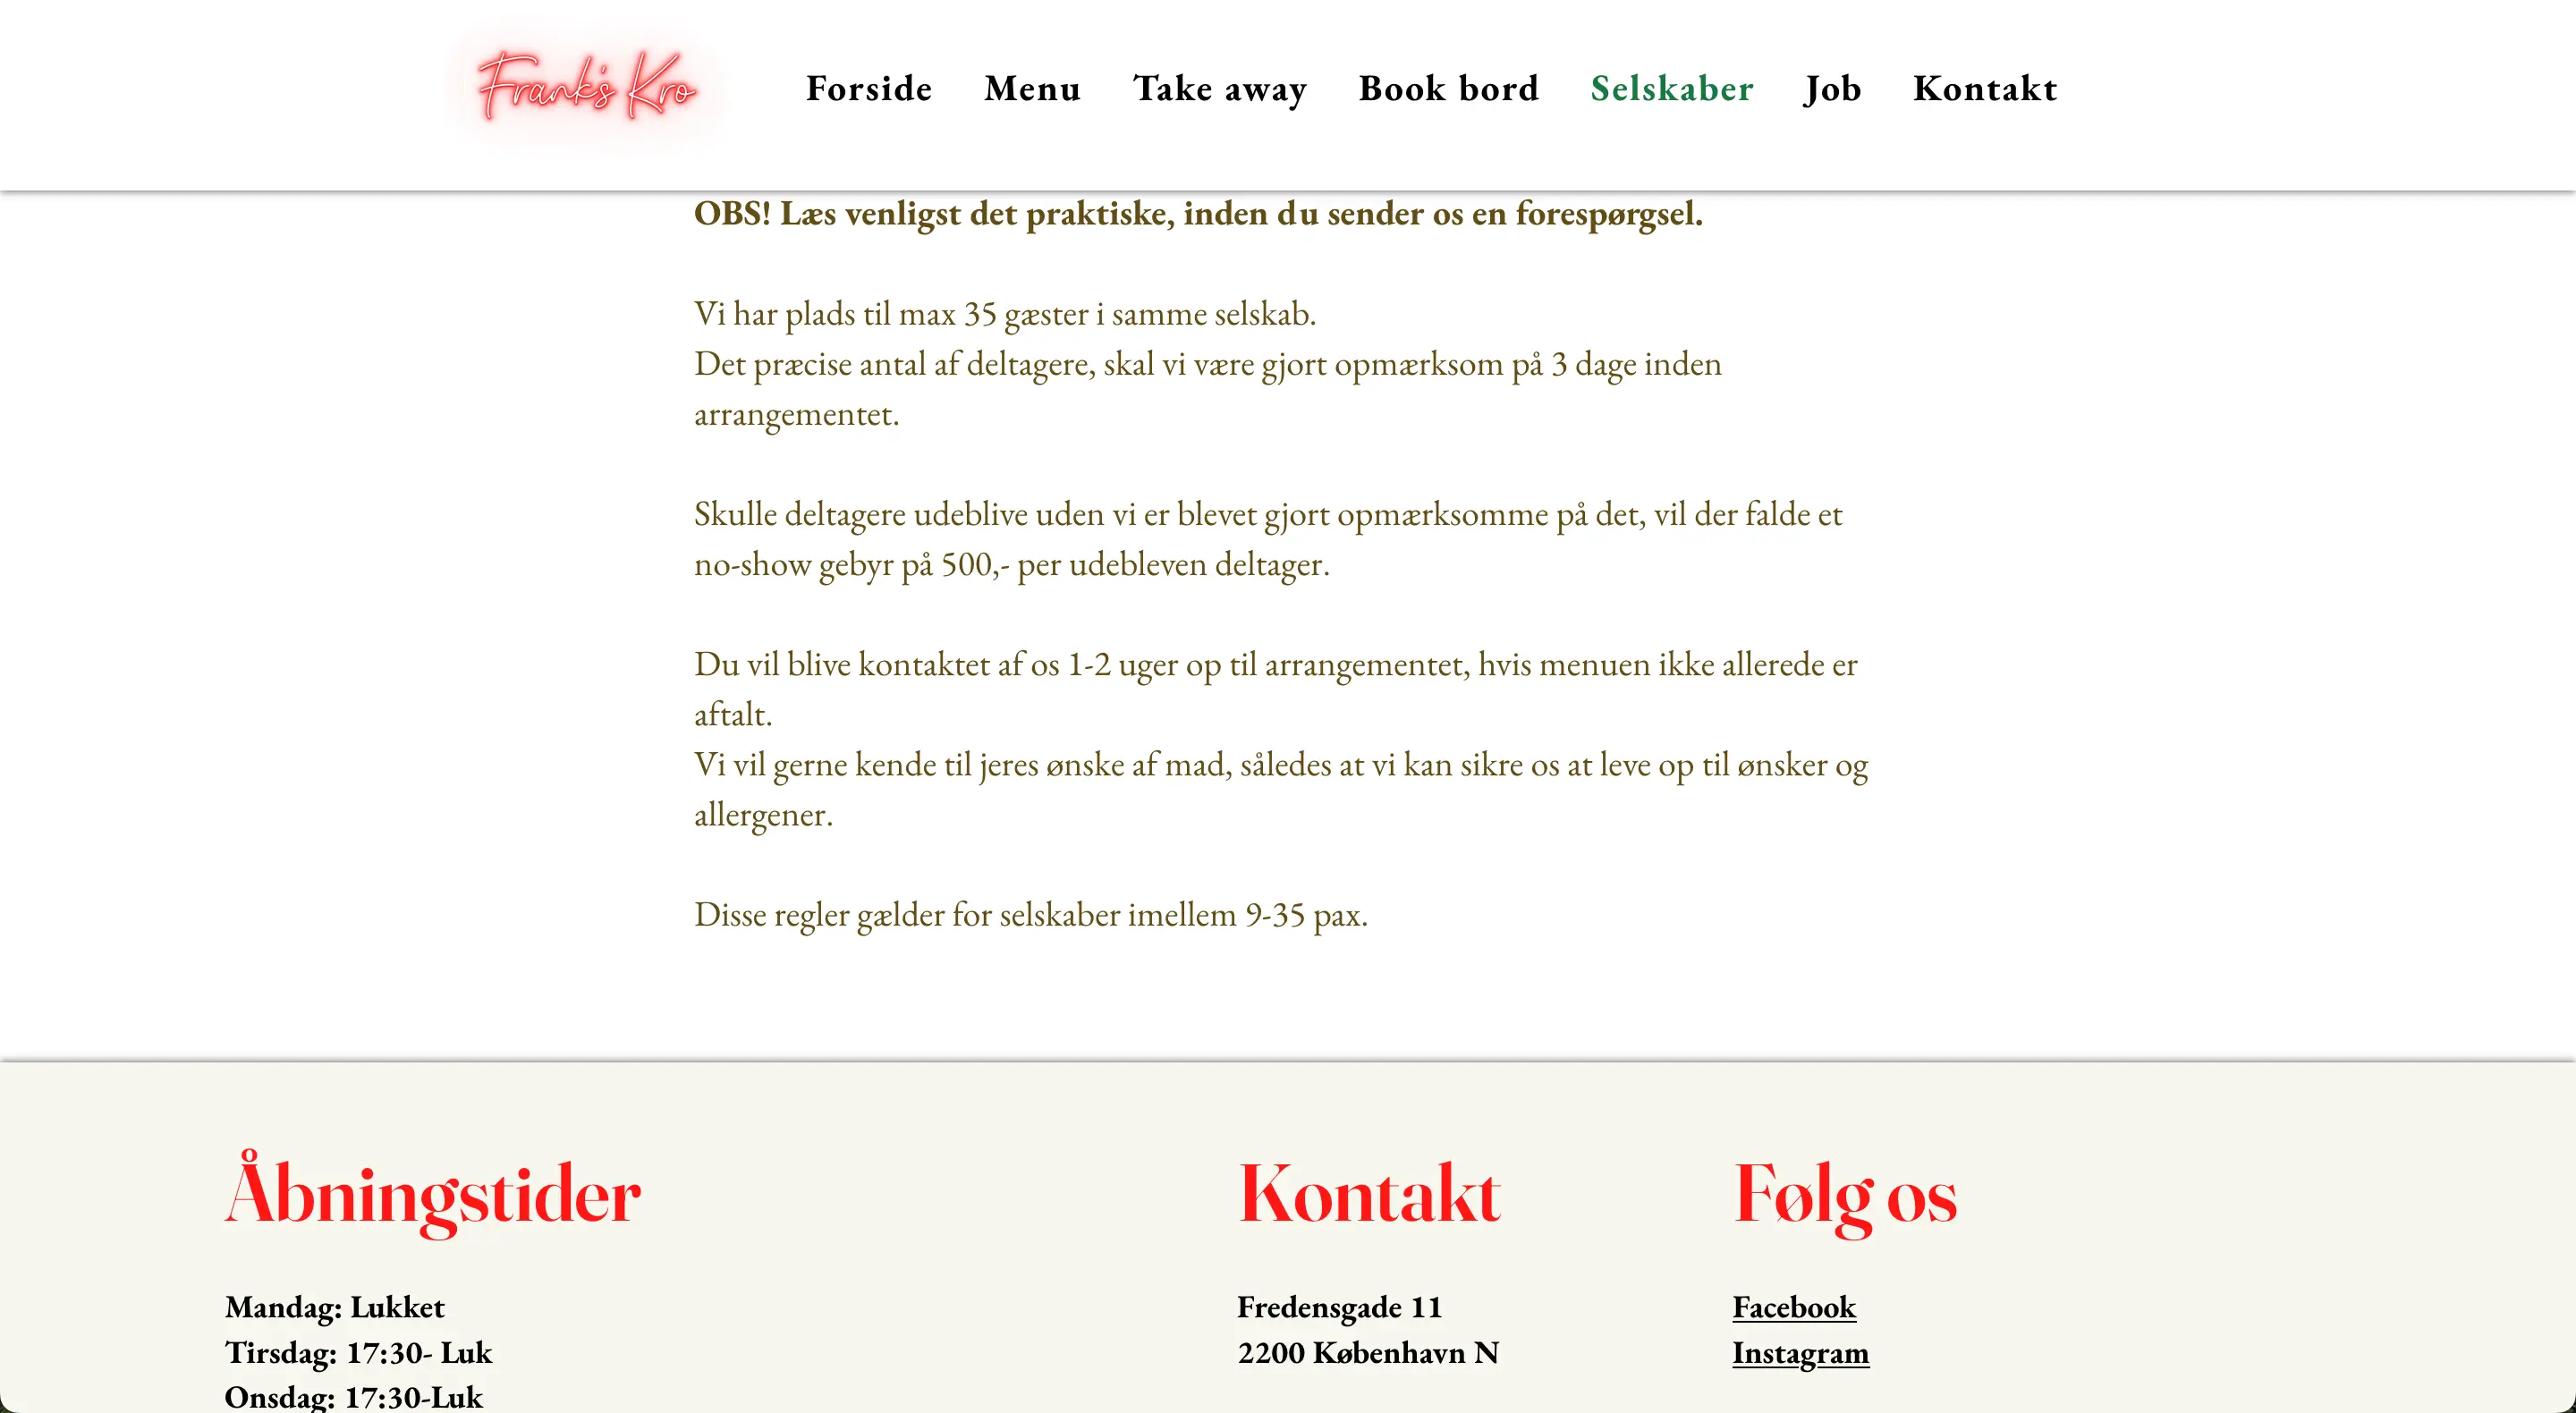 Frank's Kro
Forside Menu Take away Book bord Selskaber Job Kontakt
OBS! Læs venligst det praktiske, inden du sender os en forespørgsel.
Vi har plads til max 35 gæster i samme selskab.
Det præcise antal af deltagere, skal vi være gjort opmærksom på 3 dage inden
arrangementet.
Skulle deltagere udeblive uden vi er blevet gjort opmærksomme på det, vil der falde et
no-show gebyr på 500,- per udebleven deltager.
Du vil blive kontaktet af os 1-2 uger op til arrangementet, hvis menuen ikke allerede er
aftalt.
Vi vil gerne kende til jeres ønske af mad, således at vi kan sikre os at leve op til ønsker og
allergener.
Disse regler gælder for selskaber imellem 9-35 pax.
Åbningstider
Mandag: Lukket
Tirsdag: 17:30- Luk
Onsdag: 17:30-Luk
Kontakt
Fredensgade 11
2200 København N
Følg os
Facebook
Instagram